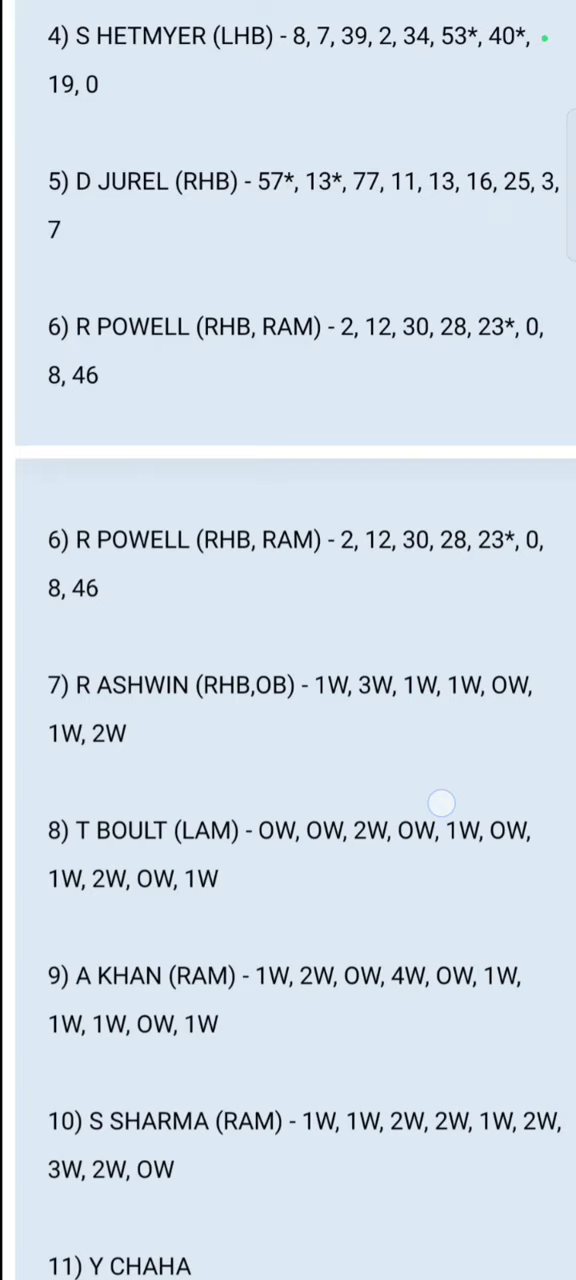 4) S HETMYER (LHB) - 8, 7, 39, 2, 34, 53*, 40*,
19, 0
5) D JUREL (RHB) - 57*, 13*, 77, 11, 13, 16, 25, 3,
7
6) R POWELL (RHB, RAM) - 2, 12, 30, 28, 23*, 0,
8, 46
6) R POWELL (RHB, RAM) - 2, 12, 30, 28, 23*, 0,
8, 46
7) R ASHWIN (RHB,OB) - 1W, 3W, 1W, 1W, OW,
1W, 2W
8) T BOULT (LAM) - OW, OW, 2W, OW, 1W, OW,
1W, 2W, OW, 1W
9) A KHAN (RAM) - 1W, 2W, OW, 4W, OW, 1W,
1W, 1W, OW, 1W
10) S SHARMA (RAM) - 1W, 1W, 2W, 2W, 1W, 2W,
3W, 2W, OW
11) Y CHAHA